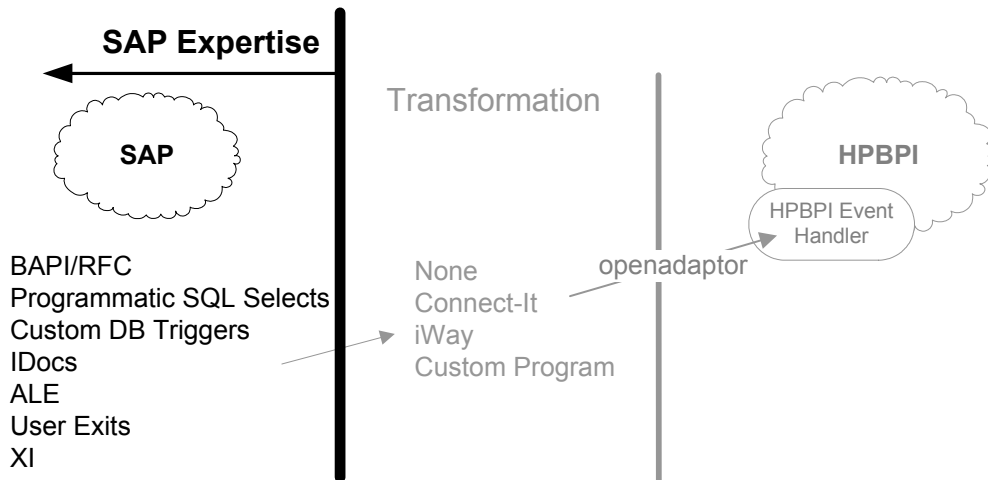 SAP Expertise
SAP
BAPI/RFC
Programmatic SQL Selects
Custom DB Triggers
IDocs
ALE
User Exits
XI
Transformation
None
Connect-It
iWay
Custom Program
openadaptor
HPBPI
HPBPI Event
Handler